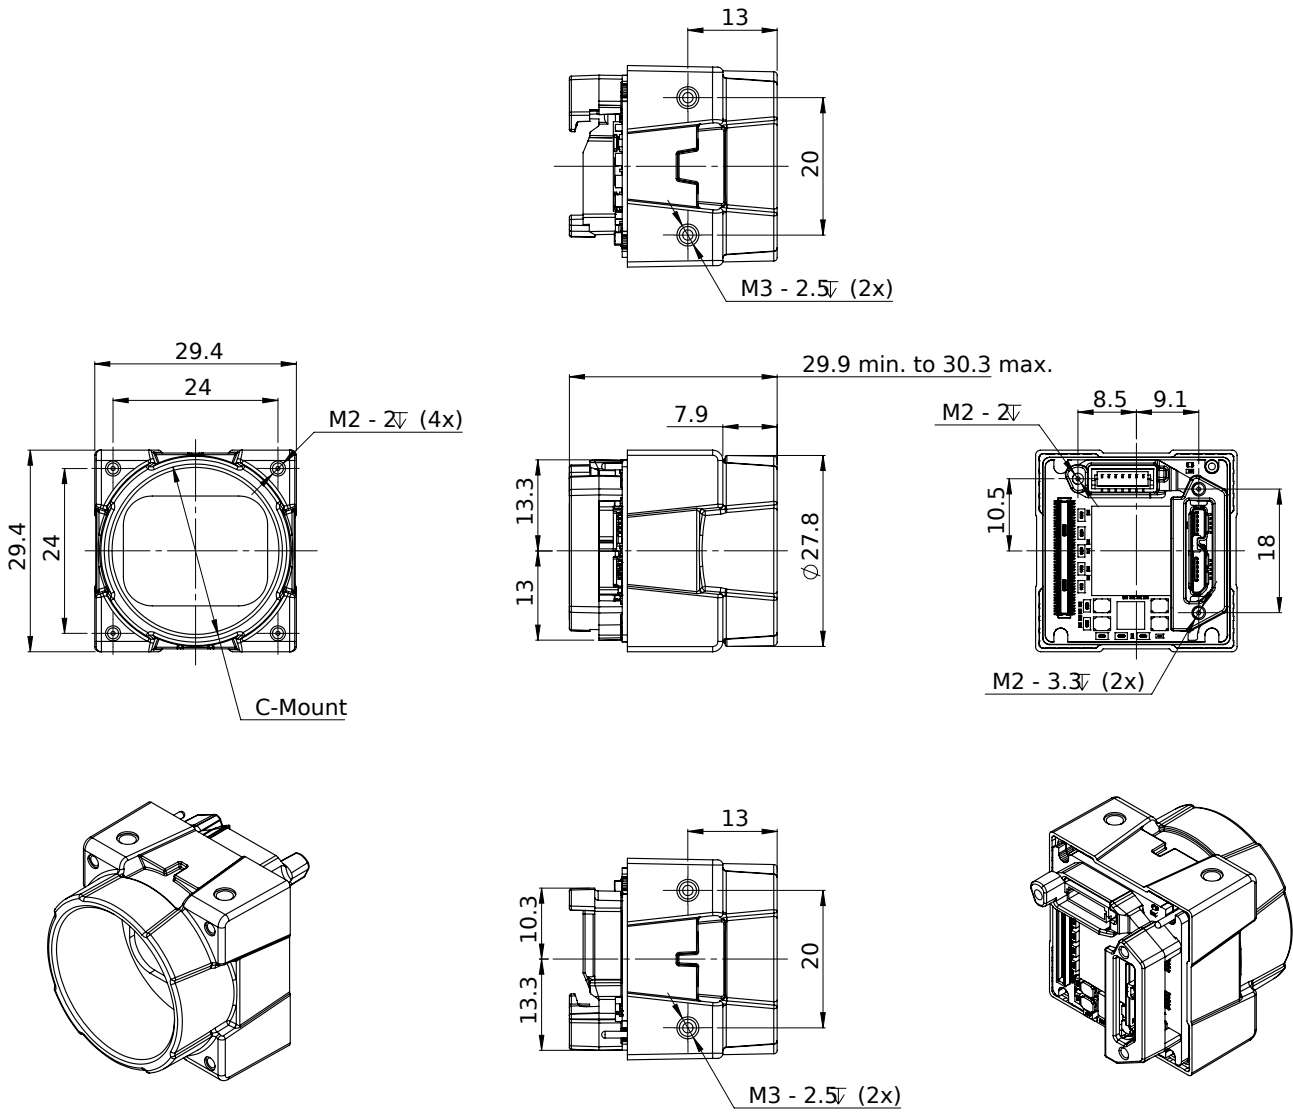 13
20
M3 - 2.5↧ (2x)
29.4
24
M2 - 2↧ (4x)
29.4
24
C-Mount
29.9 min. to 30.3 max.
7.9
13.3
13
⌀27.8
M2 - 2↧
8.5
9.1
10.5
18
M2 - 3.3↧ (2x)
13
10.3
13.3
20
M3 - 2.5↧ (2x)